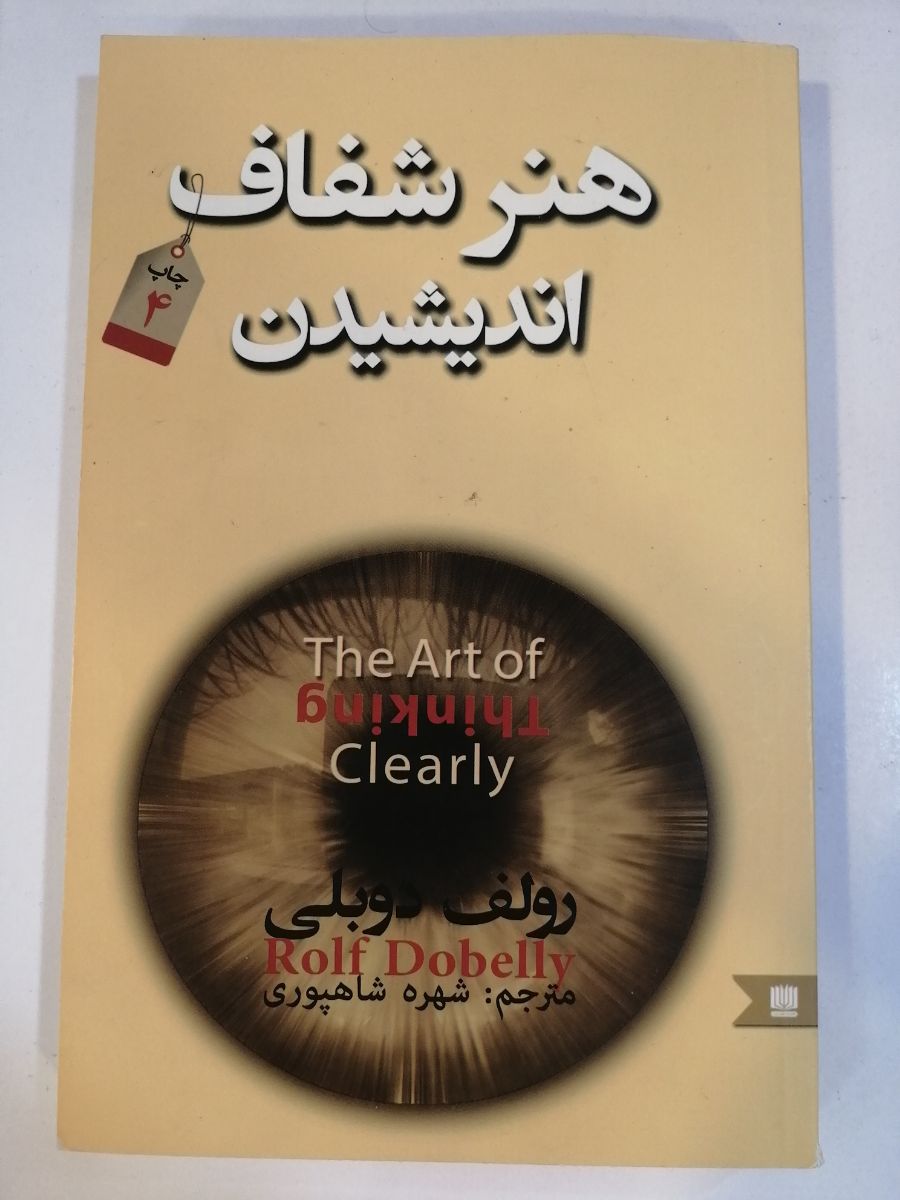 هنر شفاف
اندیشیدن
چاپ
۴
The Art of
Thinking
Clearly
رولف دوبلی
Rolf Dobelly
مترجم: شهره شاهپوری